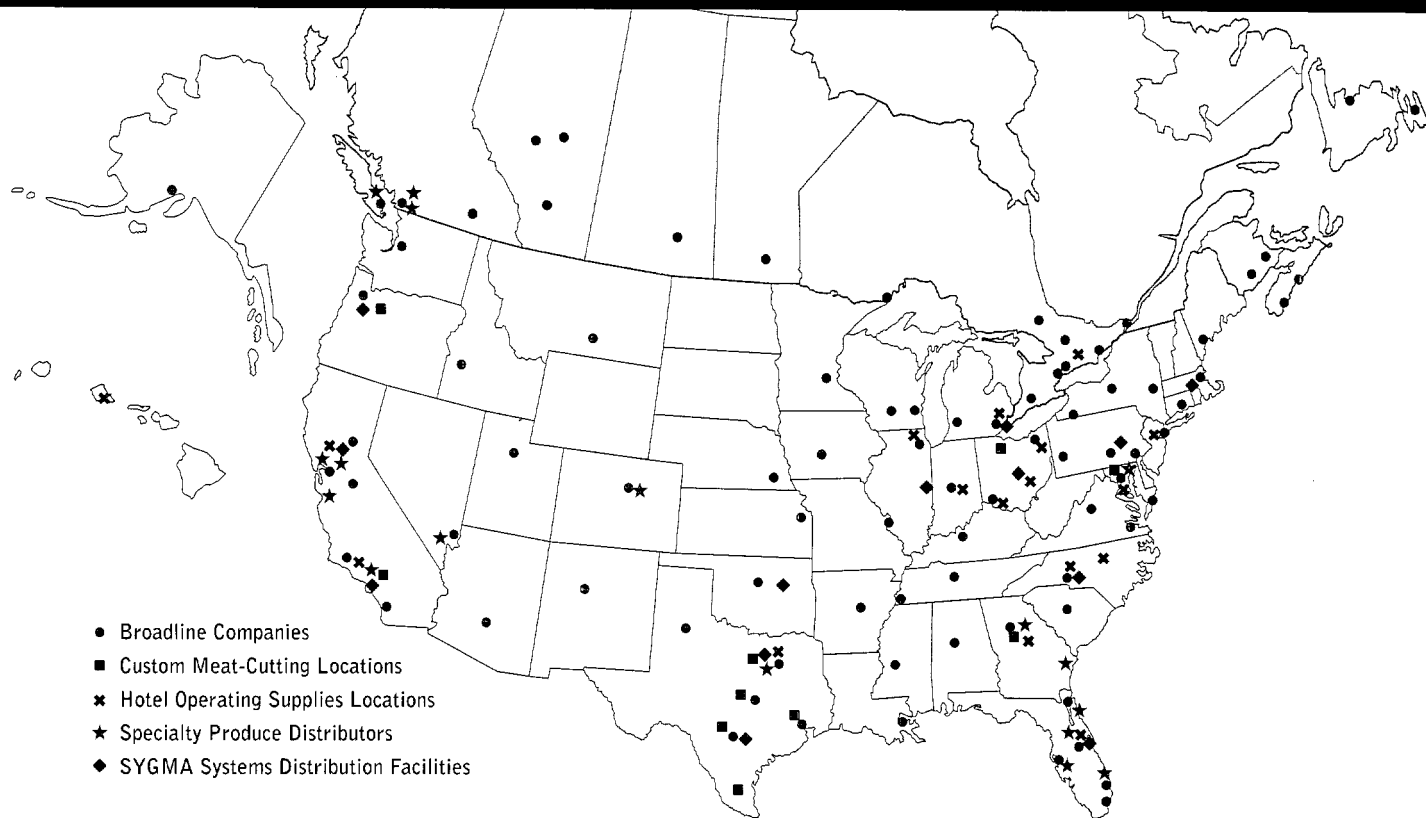 Broadline Companies
Custom Meat-Cutting Locations
Hotel Operating Supplies Locations
Specialty Produce Distributors
SYGMA Systems Distribution Facilities